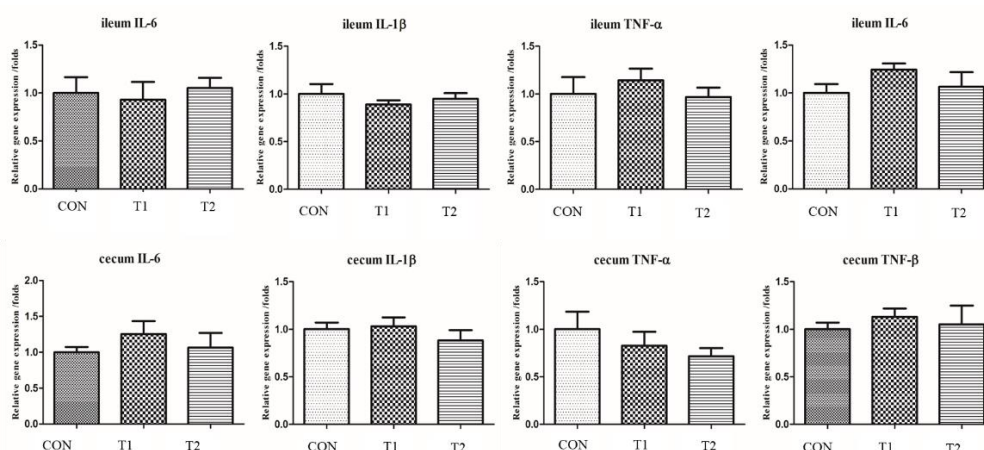 ileum IL-6
Relative gene expression /folds
1.5
1.0
0.5
0.0
CON T1 T2
ileum IL-1β
Relative gene expression /folds
1.5
1.0
0.5
0.0
CON T1 T2
ileum TNF-α
Relative gene expression /folds
1.5
1.0
0.5
0.0
CON T1 T2
ileum IL-6
Relative gene expression /folds
1.5
1.0
0.5
0.0
CON T1 T2
cecum IL-6
Relative gene expression /folds
2.0
1.5
1.0
0.5
0.0
CON T1 T2
cecum IL-1β
Relative gene expression /folds
1.5
1.0
0.5
0.0
CON T1 T2
cecum TNF-α
Relative gene expression /folds
1.5
1.0
0.5
0.0
CON T1 T2
cecum TNF-β
Relative gene expression /folds
1.5
1.0
0.5
0.0
CON T1 T2